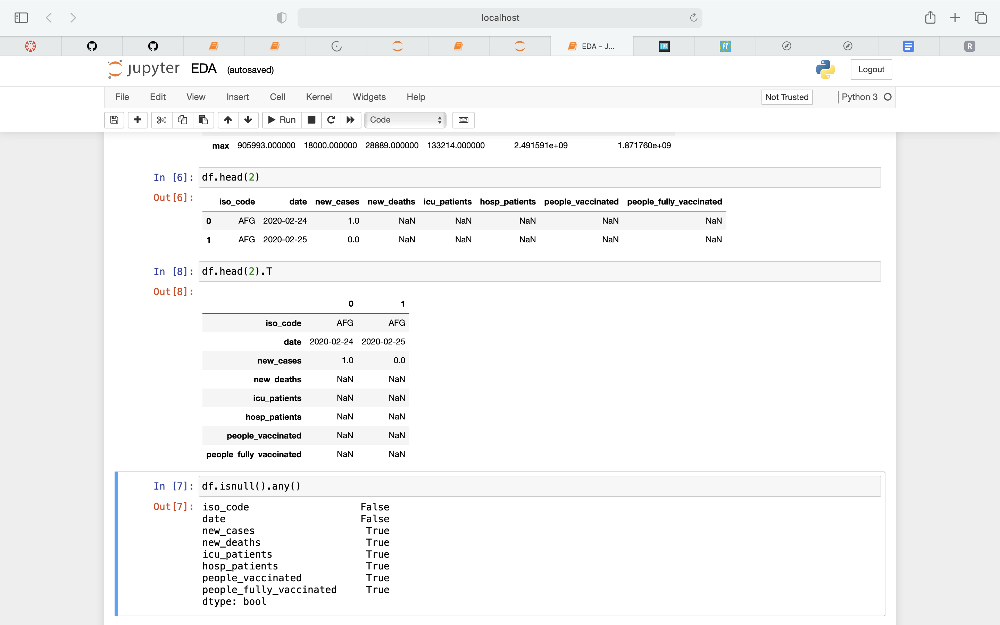 localhost
EDA - J...
TINA
PT
R
jupyter EDA (autosaved)
Logout
File Edit View Insert Cell Kernel Widgets Help Not Trusted Python 3
Run Code
max 905993.000000 18000.000000 28889.000000 133214.000000 2.491591e+09 1.871760e+09
In [6]: df.head(2)
Out[6]:
iso_code date new_cases new_deaths icu_patients hosp_patients people_vaccinated people_fully_vaccinated
0 AFG 2020-02-24 1.0 NaN NaN NaN NaN NaN
1 AFG 2020-02-25 0.0 NaN NaN NaN NaN NaN
In [8]: df.head(2).T
Out[8]:
0 1
iso_code AFG AFG
date 2020-02-24 2020-02-25
new_cases 1.0 0.0
new_deaths NaN NaN
icu_patients NaN NaN
hosp_patients NaN NaN
people_vaccinated NaN NaN
people_fully_vaccinated NaN NaN
In [7]: df.isnull().any()
Out[7]: iso_code False
date False
new_cases True
new_deaths True
icu_patients True
hosp_patients True
people_vaccinated True
people_fully_vaccinated True
dtype: bool